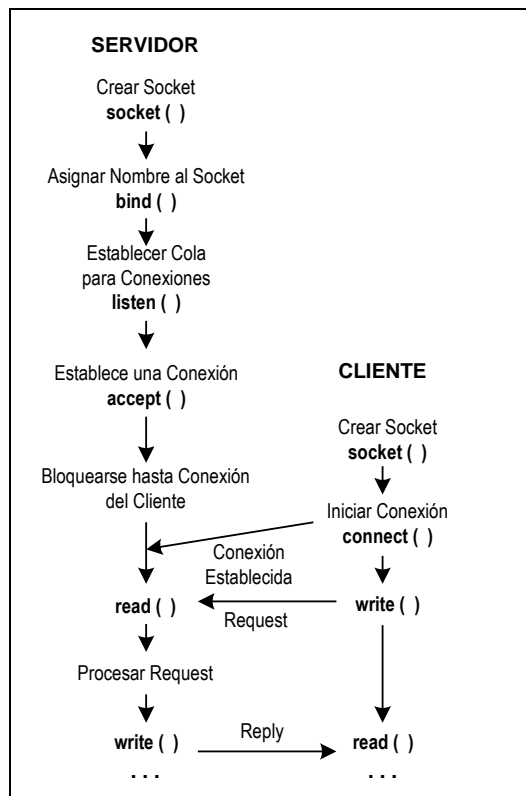 SERVIDOR
Crear Socket
socket ( )
Asignar Nombre al Socket
bind ( )
Establecer Cola
para Conexiones
listen ( )
Establece una Conexión
accept ( )
Bloquearse hasta Conexión
del Cliente
read ( )
Procesar Request
write ( )
. . .
CLIENTE
Crear Socket
socket ( )
Iniciar Conexión
connect ( )
Conexión
Establecida
write ( )
Request
Reply
read ( )
. . .